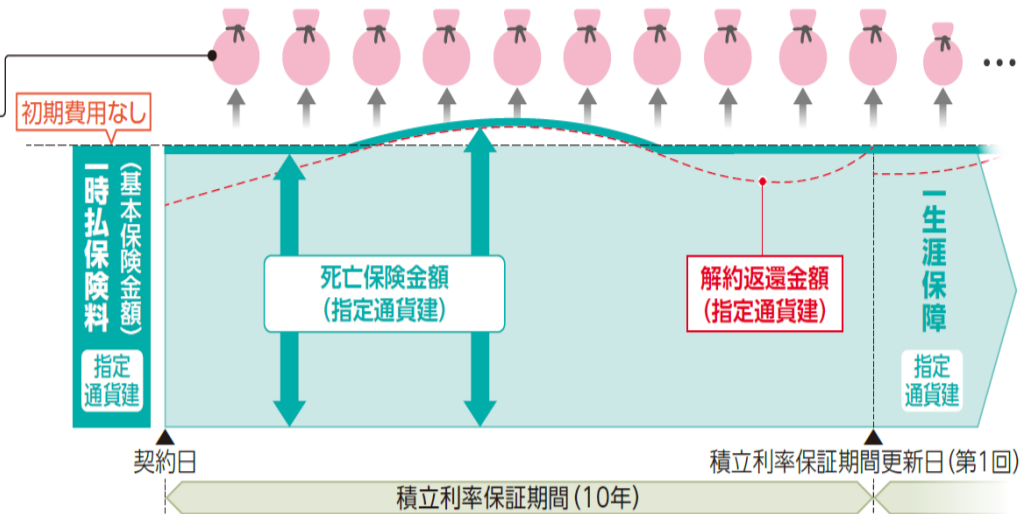 初期費用なし
一時払保険料
(基本保険金額)
指定
通貨建
死亡保険金額
(指定通貨建)
解約返還金額
(指定通貨建)
一生涯保障
指定
通貨建
…
契約日
積立利率保証期間更新日(第1回)
積立利率保証期間(10年)